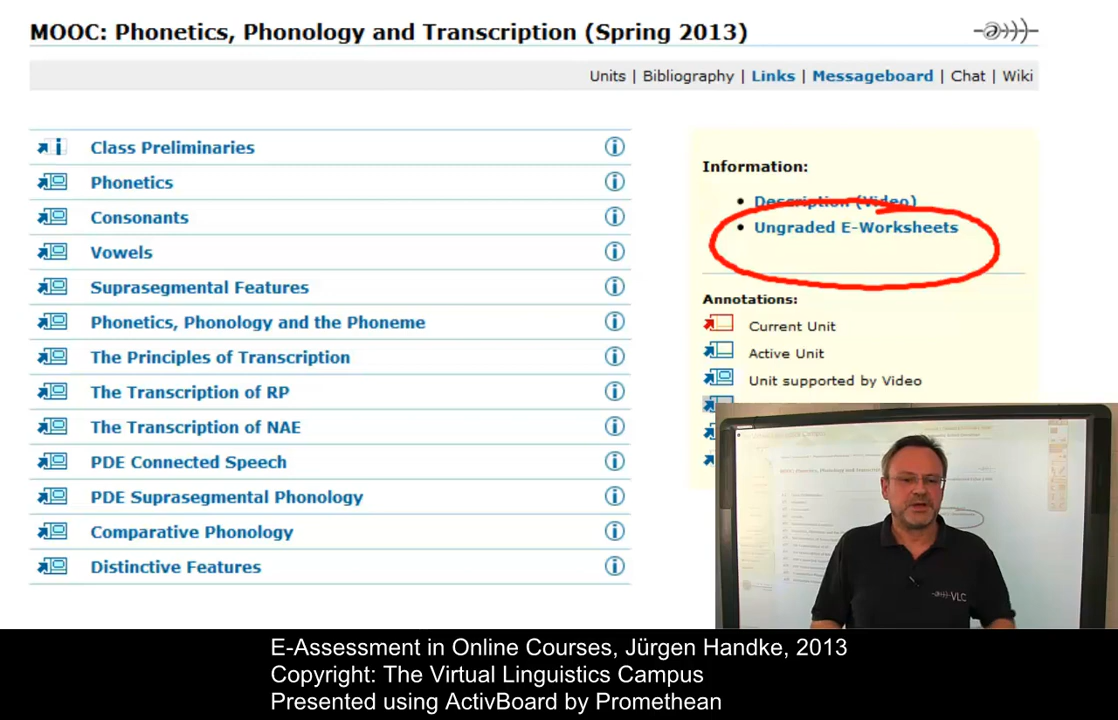 MOOC: Phonetics, Phonology and Transcription (Spring 2013)
Units | Bibliography | Links | Messageboard | Chat | Wiki
Class Preliminaries
Phonetics
Consonants
Vowels
Suprasegmental Features
Phonetics, Phonology and the Phoneme
The Principles of Transcription
The Transcription of RP
The Transcription of NAE
PDE Connected Speech
PDE Suprasegmental Phonology
Comparative Phonology
Distinctive Features
Information:
Description (Video)
Ungraded E-Worksheets
Annotations:
Current Unit
Active Unit
Unit supported by Video
VLC
E-Assessment in Online Courses, Jürgen Handke, 2013
Copyright: The Virtual Linguistics Campus
Presented using ActivBoard by Promethean